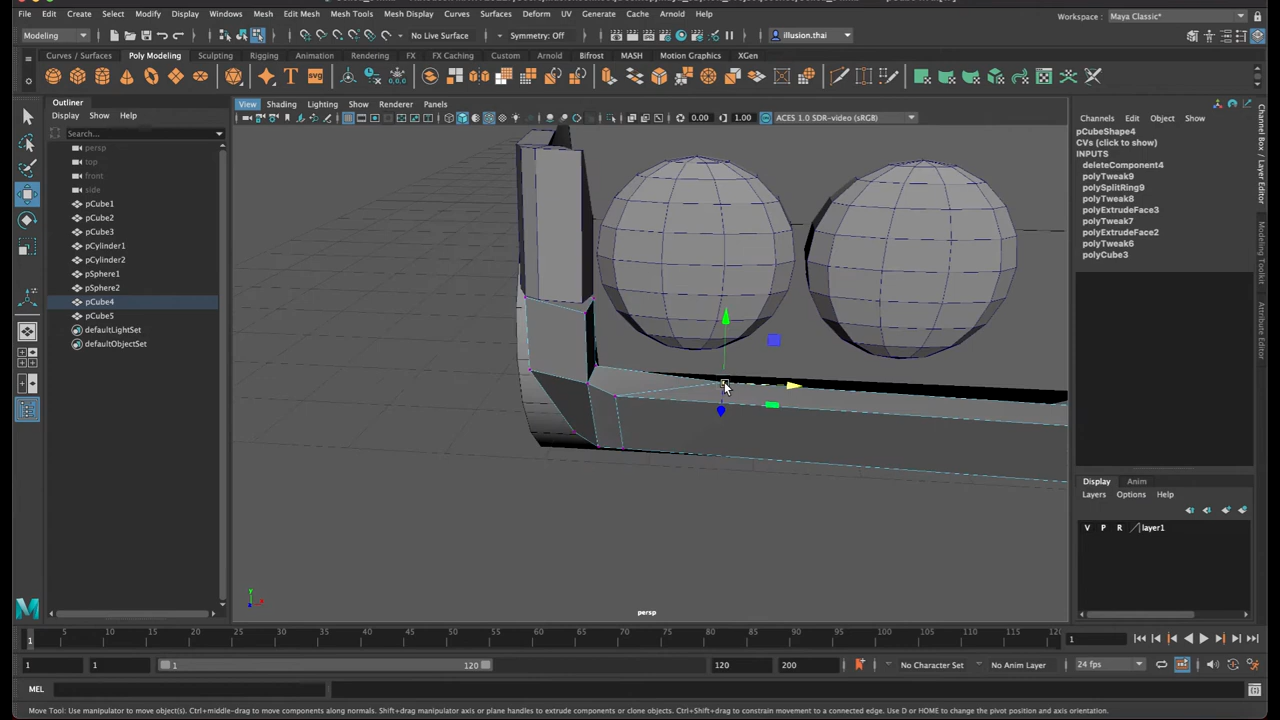 File Edit Create Select Modify Display Windows Mesh Edit Mesh Mesh Tools Mesh Display Curves Surfaces Deform UV Generate Cache Arnold Help
Workspace : Maya Classic*
Modeling
No Live Surface
Symmetry: Off
illusion.thai
Curves / Surfaces Poly Modeling Sculpting Rigging Animation Rendering FX FX Caching Custom Arnold Bifrost MASH Motion Graphics XGen
Outliner
Display Show Help
Search...
persp
top
front
side
pCube1
pCube2
pCube3
pCylinder1
pCylinder2
pSphere1
pSphere2
pCube4
pCube5
defaultLightSet
defaultObjectSet
View Shading Lighting Show Renderer Panels
0.00 1.00 ACES 1.0 SDR-video (sRGB)
persp
Channels Edit Object Show
pCubeShape4
CVs (click to show)
INPUTS
deleteComponent4
polyTweak9
polySplitRing9
polyTweak8
polyExtrudeFace3
polyTweak7
polyExtrudeFace2
polyTweak6
polyCube3
Channel Box / Layer Editor
Modeling Toolkit
Attribute Editor
Display Anim
Layers Options Help
V P R layer1
5 10 15 20 25 30 35 40 45 50 55 60 65 70 75 80 85 90 95 100 105 110 115 120
1
1
1 1 1 120 120 200 No Character Set No Anim Layer 24 fps
MEL
Move Tool: Use manipulator to move object(s). Ctrl+middle-drag to move components along normals. Shift+drag manipulator axis or plane handles to extrude components or clone objects. Ctrl+Shift+drag to constrain movement to a connected edge. Use D or HOME to change the pivot position and axis orientation.